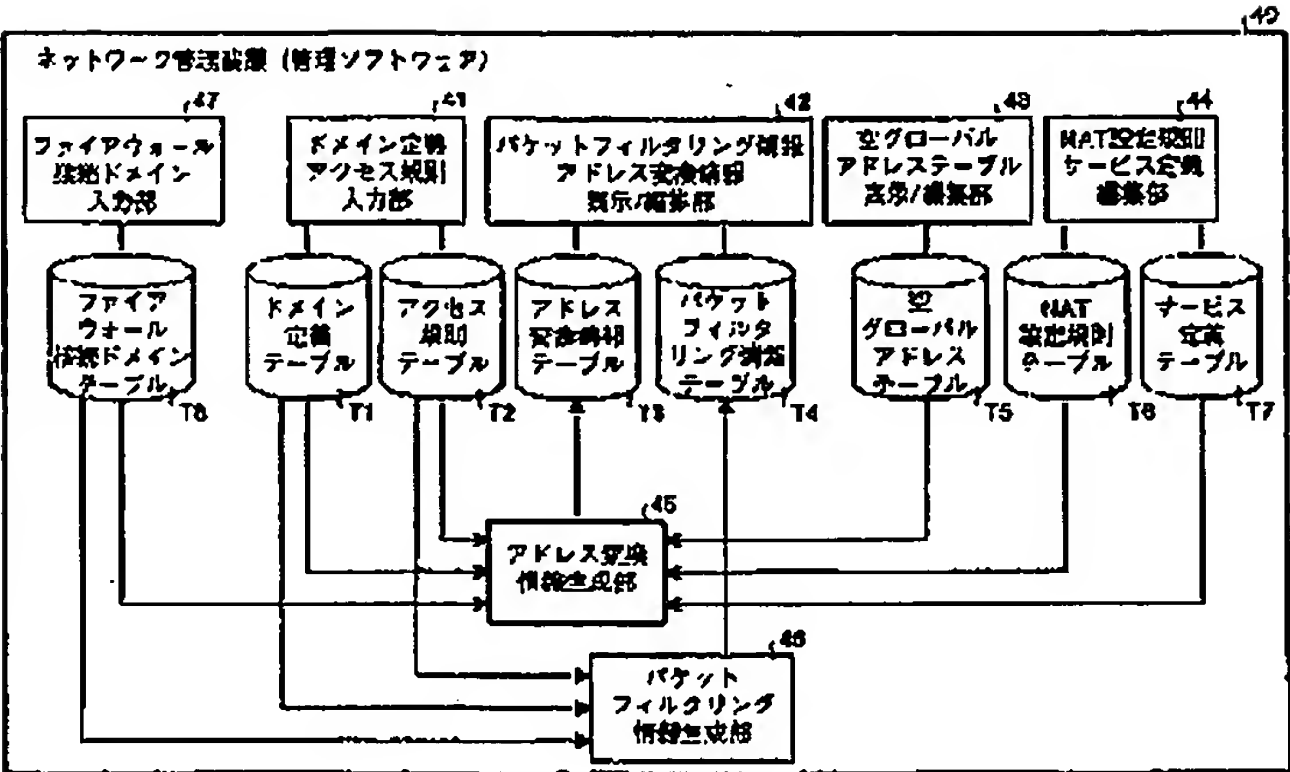 40
ネットワーク管理装置 (管理ソフトウェア)
47
ファイアウォール
接続ドメイン
入力部
41
ドメイン定義
アクセス規則
入力部
42
パケットフィルタリング情報
アドレス変換情報
表示/編集部
43
空グローバル
アドレステーブル
表示/編集部
44
NAT設定規則
サービス定義
編集部
ファイア
ウォール
接続ドメイン
テーブル
T8
ドメイン
定義
テーブル
T1
アクセス
規則
テーブル
T2
アドレス
変換情報
テーブル
T3
パケット
フィルタ
リング情報
テーブル
T4
空
グローバル
アドレス
テーブル
T5
NAT
設定規則
テーブル
T6
サービス
定義
テーブル
T7
45
アドレス変換
情報生成部
46
パケット
フィルタリング
情報生成部